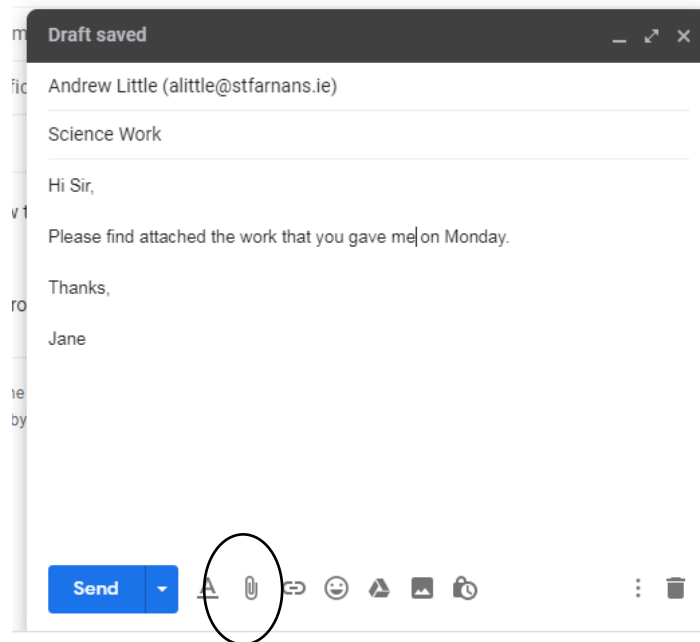 Draft saved
Andrew Little (alittle@stfarnans.ie)
Science Work
Hi Sir,
Please find attached the work that you gave me on Monday.
Thanks,
Jane
Send
A